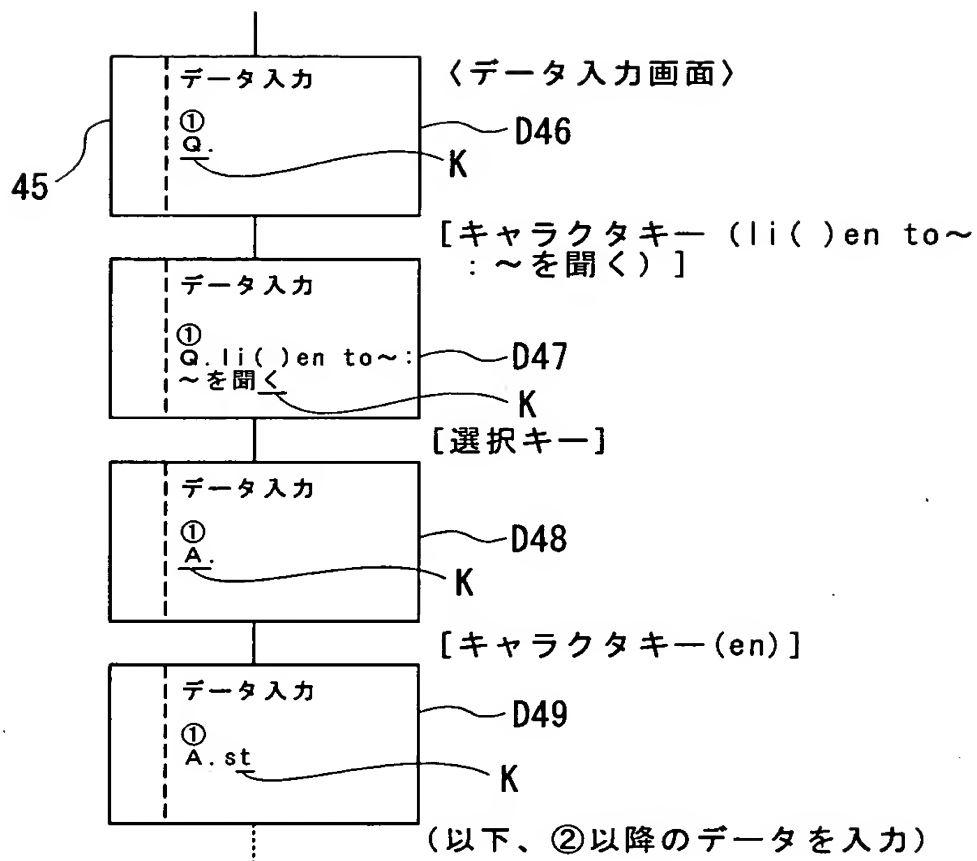 データ入力
①
Q.
45
〈データ入力画面〉
D46
K
[キャラクタキー (li( )en to～
:～を聞く)]
データ入力
①
Q.li( )en to～:
～を聞く
D47
K
[選択キー]
データ入力
①
A.
D48
K
[キャラクタキー(en)]
データ入力
①
A.st
D49
K
(以下、②以降のデータを入力)